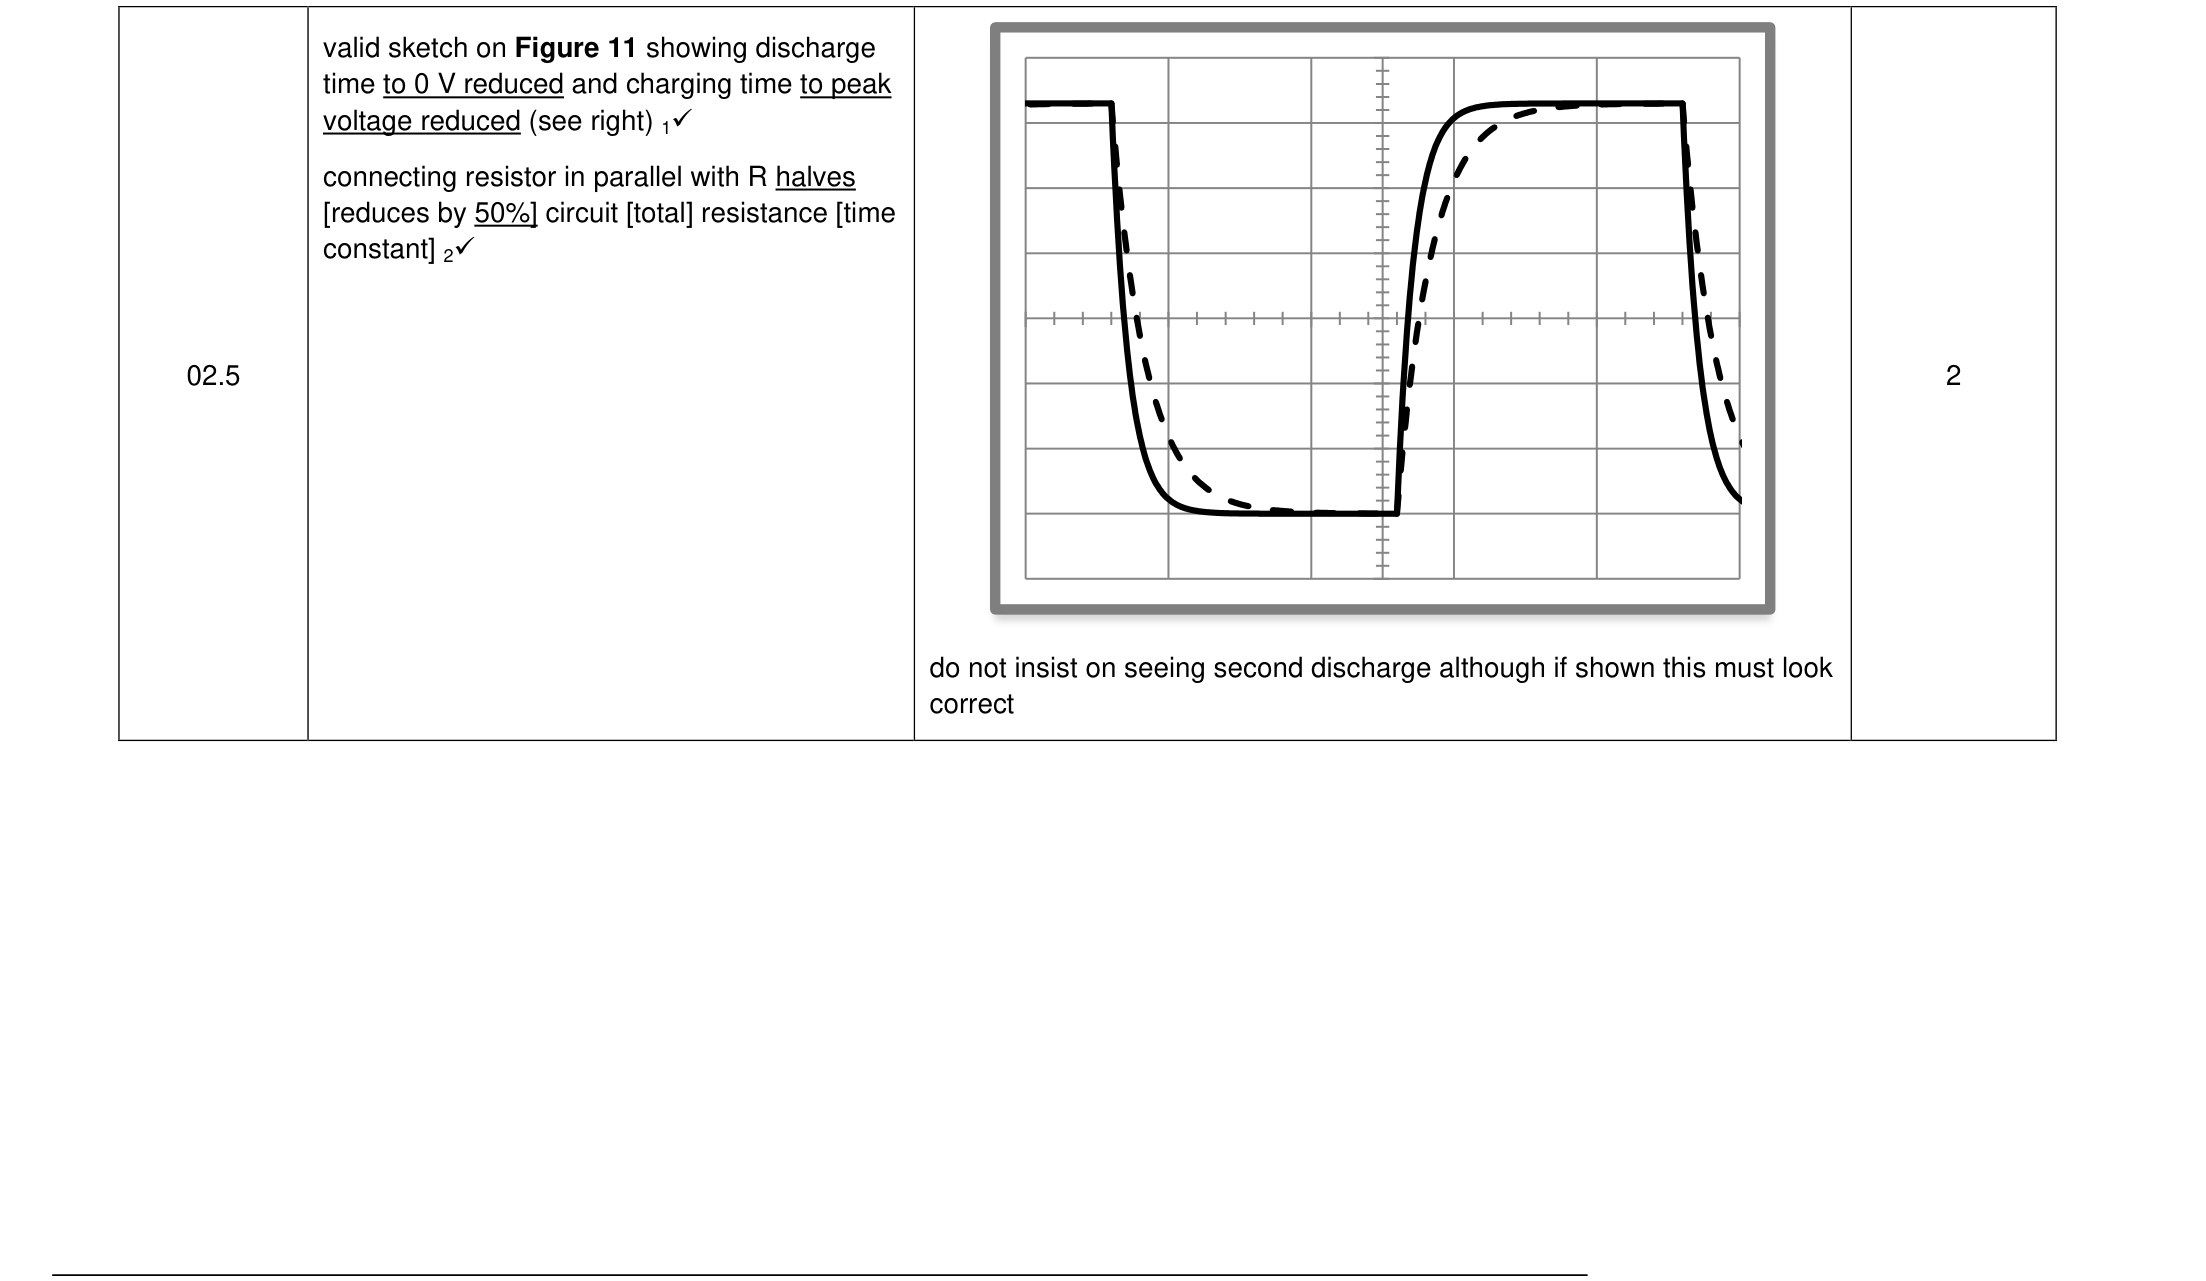 02.5
valid sketch on Figure 11 showing discharge
time to 0 V reduced and charging time to peak
voltage reduced (see right) 1✓
connecting resistor in parallel with R halves
[reduces by 50%] circuit [total] resistance [time
constant] 2✓
do not insist on seeing second discharge although if shown this must look
correct
2